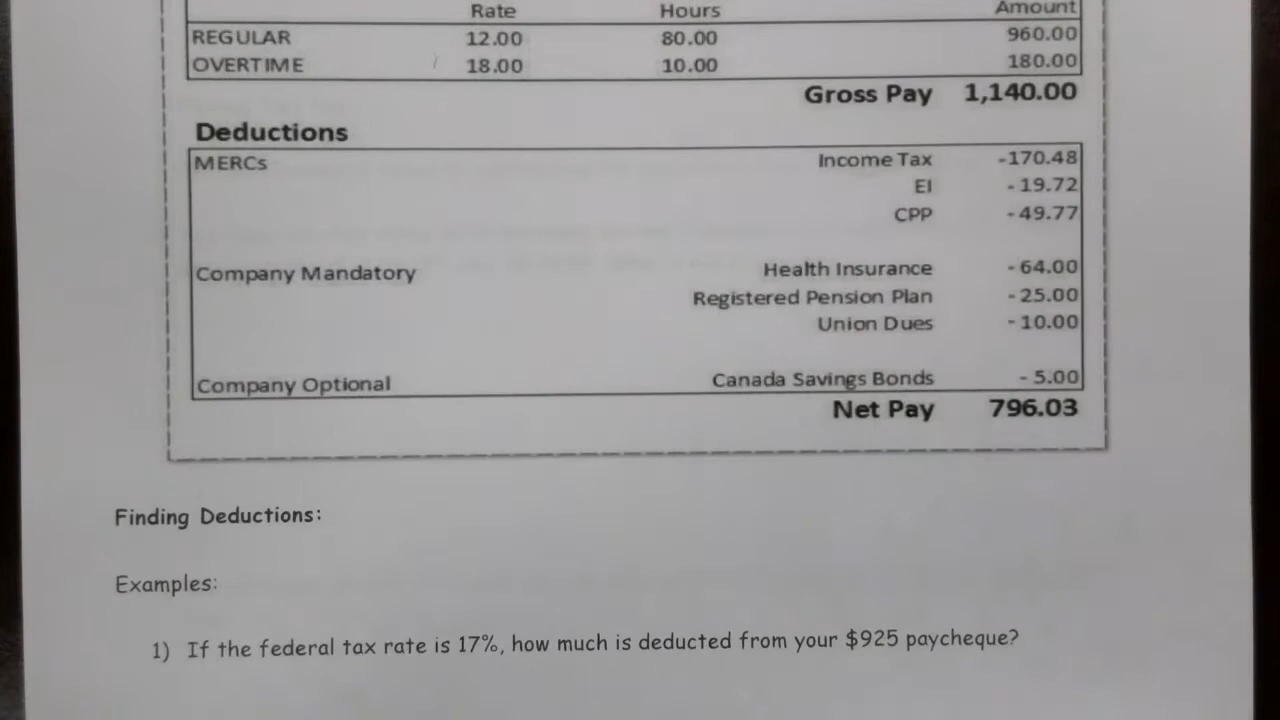 Rate Hours Amount
REGULAR 12.00 80.00 960.00
OVERTIME 18.00 10.00 180.00
Gross Pay 1,140.00
Deductions
MERCs Income Tax -170.48
EI - 19.72
CPP - 49.77
Company Mandatory Health Insurance - 64.00
Registered Pension Plan - 25.00
Union Dues - 10.00
Company Optional Canada Savings Bonds - 5.00
Net Pay 796.03
Finding Deductions:
Examples:
1) If the federal tax rate is 17%, how much is deducted from your $925 paycheque?